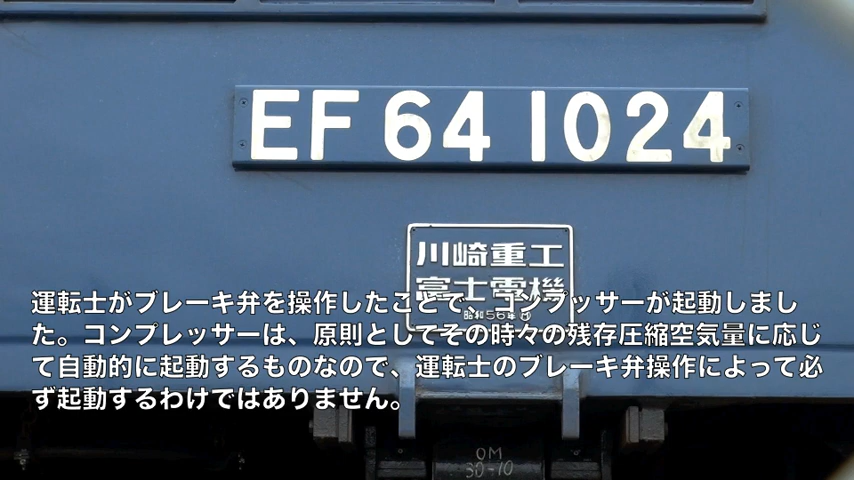 EF 64 1024
川崎重工
富士電機
昭和56年
運転士がブレーキ弁を操作したことで、コンプッサーが起動しまし
た。コンプレッサーは、原則としてその時々の残存圧縮空気量に応じ
て自動的に起動するものなので、運転士のブレーキ弁操作によって必
ず起動するわけではありません。
OM
30-10